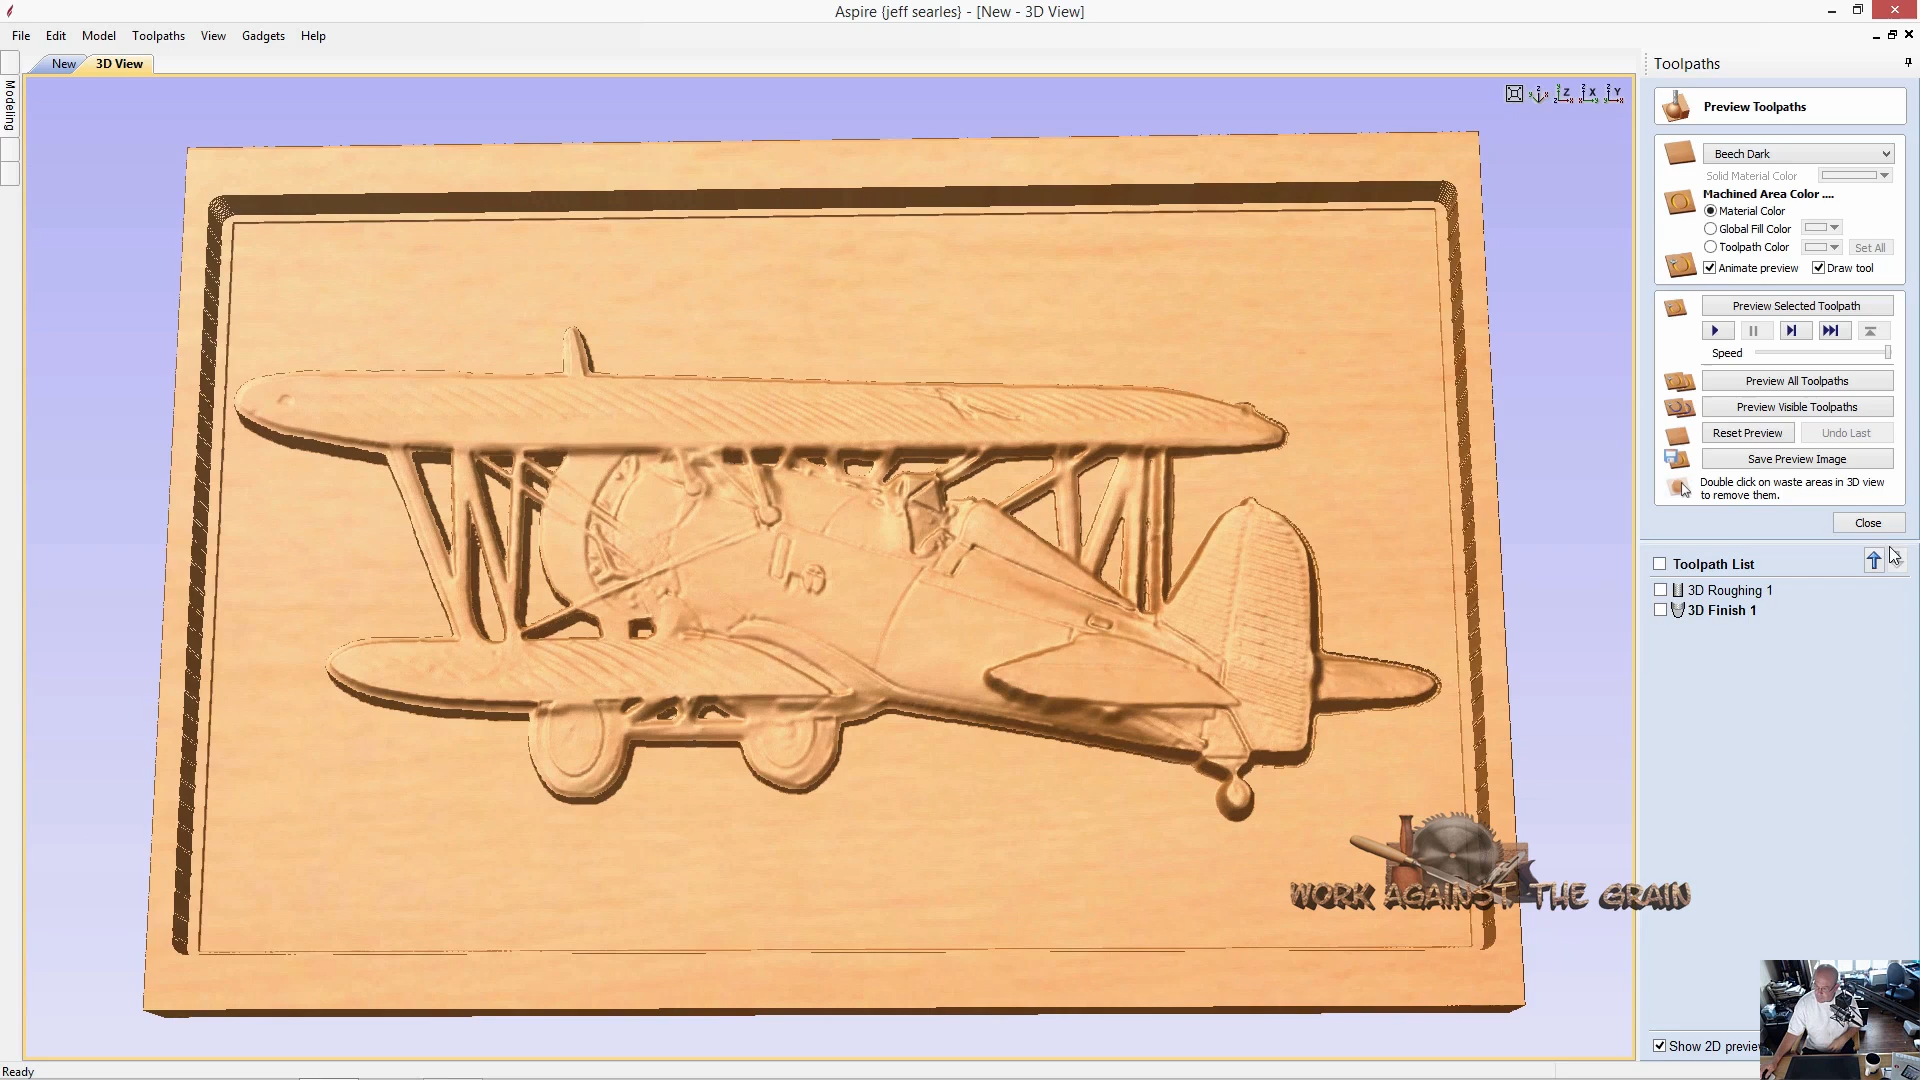 Aspire {jeff searles} - [New - 3D View]
File Edit Model Toolpaths View Gadgets Help
New 3D View
Toolpaths
Modeling
Z X Y
Preview Toolpaths
Beech Dark
Solid Material Color
Machined Area Color ....
Material Color
Global Fill Color
Toolpath Color Set All
Animate preview Draw tool
Preview Selected Toolpath
Speed
Preview All Toolpaths
Preview Visible Toolpaths
Reset Preview Undo Last
Save Preview Image
Double click on waste areas in 3D view
to remove them.
Close
Toolpath List
3D Roughing 1
3D Finish 1
WORK AGAINST THE GRAIN
Show 2D previe
Ready